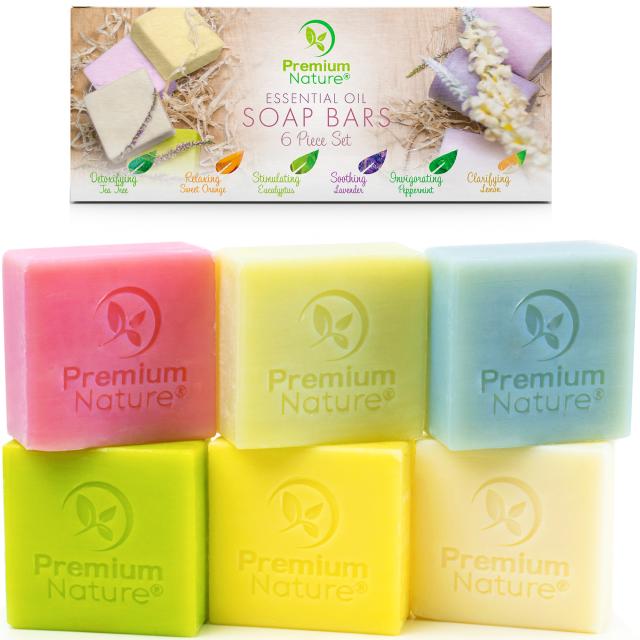 Premium
Nature®
ESSENTIAL OIL
SOAP BARS
6 Piece Set
Detoxifying
Tea Tree
Relaxing
Sweet Orange
Stimulating
Eucalyptus
Soothing
Lavender
Invigorating
Peppermint
Clarifying
Lemon
Premium
Nature®
Premium
Nature®
Premium
Nature®
Premium
Nature®
Premium
Nature®
Premium
Nature®